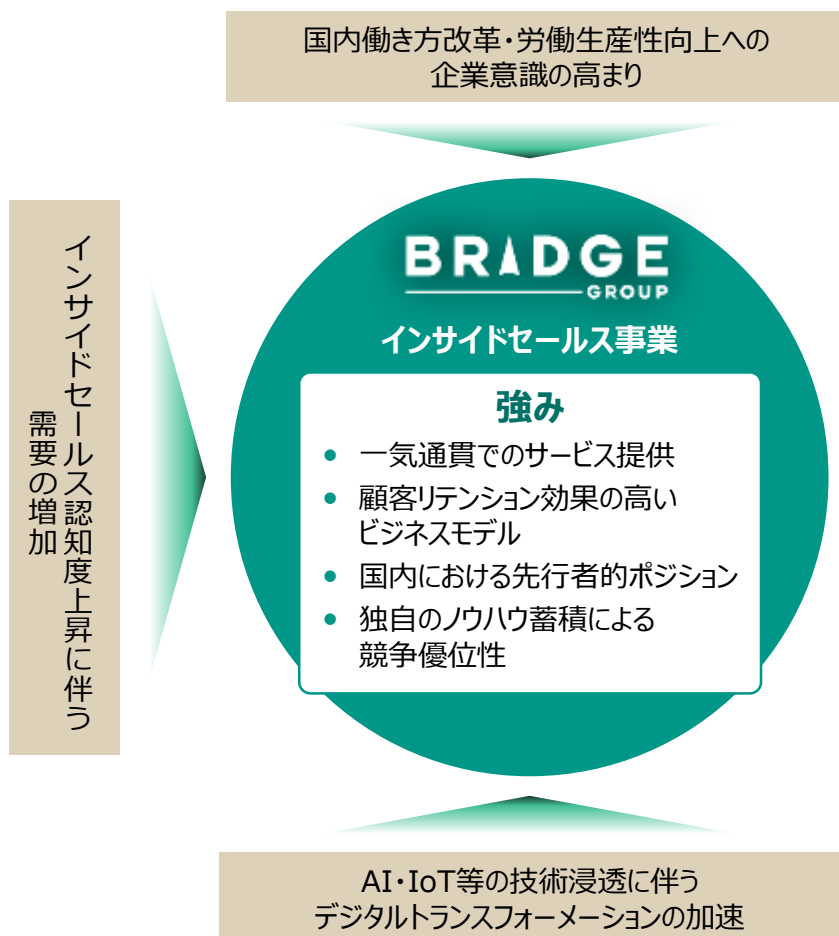 国内働き方改革・労働生産性向上への
企業意識の高まり
インサイドセールス認知度上昇に伴う
需要の増加
BRIDGE
GROUP
インサイドセールス事業
強み
• 一気通貫でのサービス提供
• 顧客リテンション効果の高い
ビジネスモデル
• 国内における先行者的ポジション
• 独自のノウハウ蓄積による
競争優位性
AI・IoT等の技術浸透に伴う
デジタルトランスフォーメーションの加速